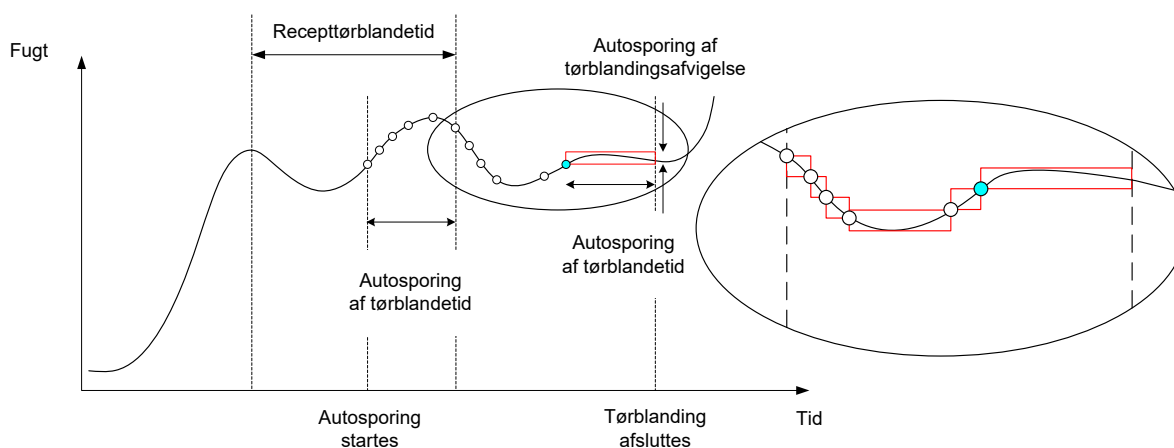 Fugt
Recepttørblandetid
Autosporing af
tørblandingsafvigelse
Autosporing
af tørblandetid
Autosporing
af tørblandetid
Autosporing
startes
Tørblanding
afsluttes
Tid